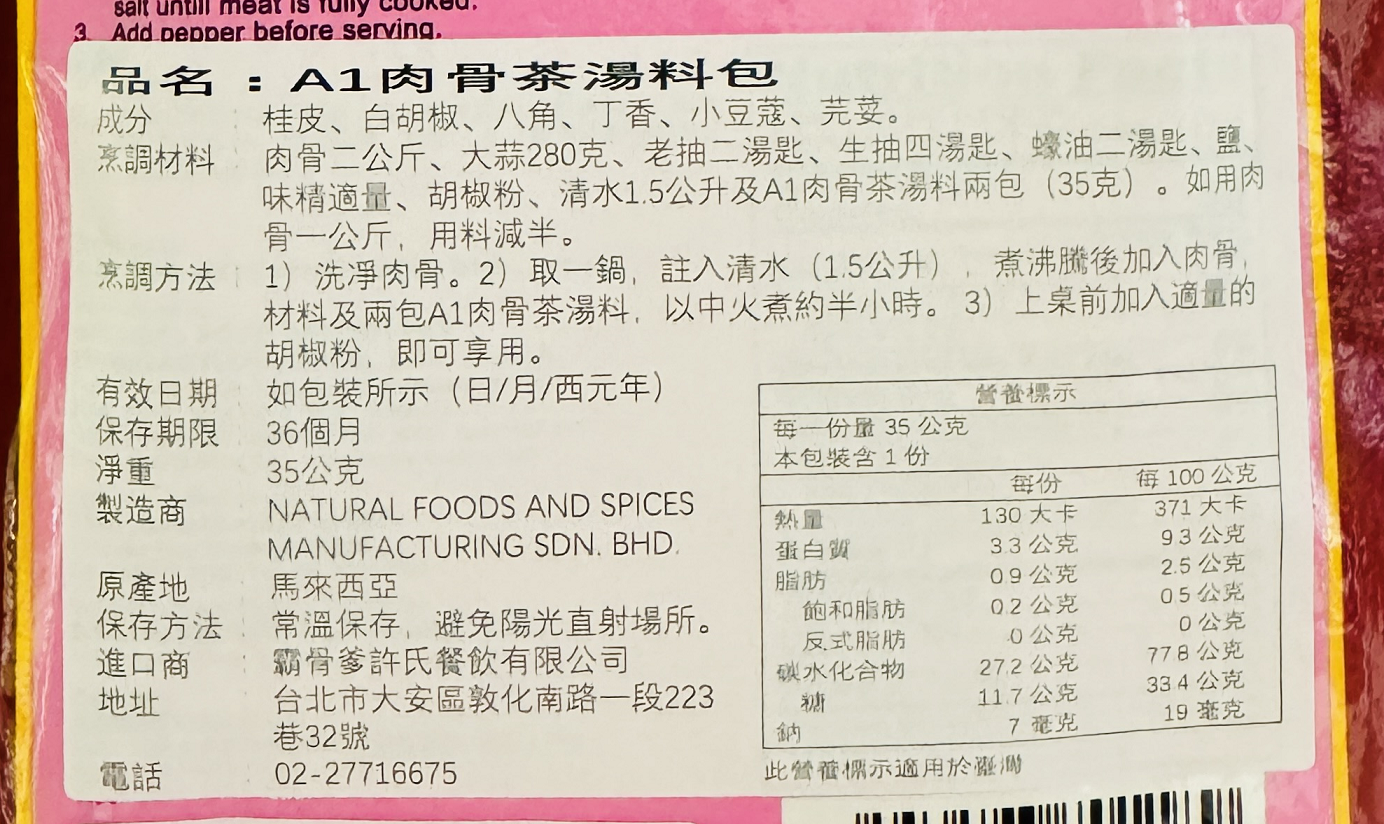 salt untill meat is fully cooked.
3. Add pepper before serving.
品名：A1肉骨茶湯料包
成分：桂皮、白胡椒、八角、丁香、小豆蔻、芫荽。
烹調材料：肉骨二公斤、大蒜280克、老抽二湯匙、生抽四湯匙、蠔油二湯匙、鹽、
味精適量、胡椒粉、清水1.5公升及A1肉骨茶湯料兩包（35克）。如用肉
骨一公斤，用料減半。
烹調方法：1）洗淨肉骨。2）取一鍋，註入清水（1.5公升），煮沸騰後加入肉骨，
材料及兩包A1肉骨茶湯料，以中火煮約半小時。3）上桌前加入適量的
胡椒粉，即可享用。
有效日期：如包裝所示（日/月/西元年）
保存期限：36個月
淨重：35公克
製造商：NATURAL FOODS AND SPICES
MANUFACTURING SDN. BHD.
原產地：馬來西亞
保存方法：常溫保存，避免陽光直射場所。
進口商：霸骨爹許氏餐飲有限公司
地址：台北市大安區敦化南路一段223
巷32號
電話：02-27716675
營養標示
每一份量 35 公克
本包裝含 1 份
每份 每 100 公克
熱量 130 大卡 371 大卡
蛋白質 3.3 公克 9.3 公克
脂肪 0.9 公克 2.5 公克
飽和脂肪 0.2 公克 0.5 公克
反式脂肪 0 公克 0 公克
碳水化合物 27.2 公克 77.8 公克
糖 11.7 公克 33.4 公克
鈉 7 毫克 19 毫克
此營養標示適用於臺灣